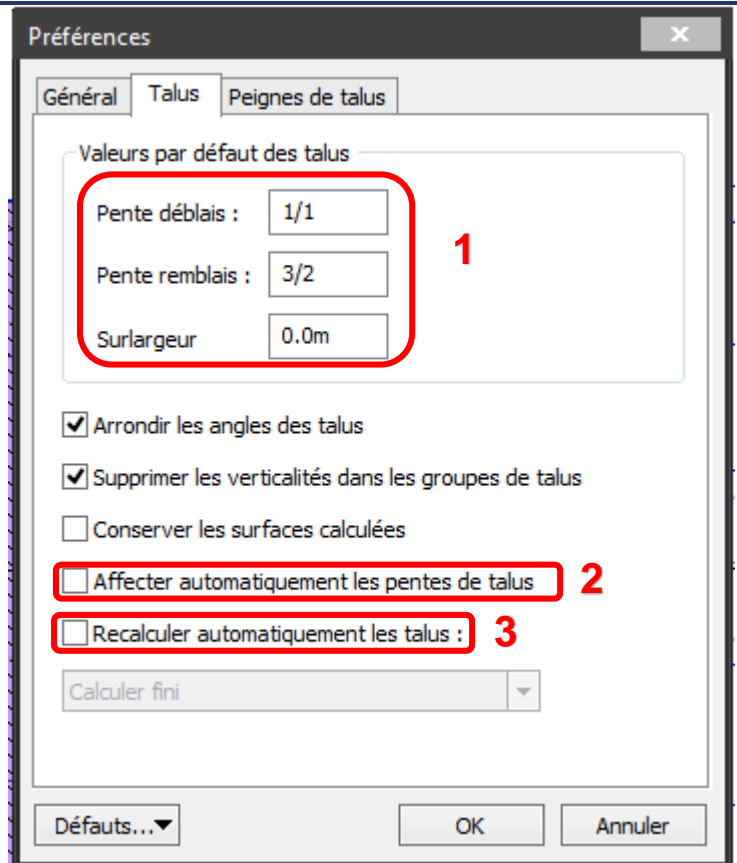 Préférences
Général Talus Peignes de talus
Valeurs par défaut des talus
Pente déblais : 1/1
1
Pente remblais : 3/2
Surlargeur 0.0m
Arrondir les angles des talus
Supprimer les verticalités dans les groupes de talus
Conserver les surfaces calculées
Affecter automatiquement les pentes de talus 2
Recalculer automatiquement les talus : 3
Calculer fini
Défauts... OK Annuler